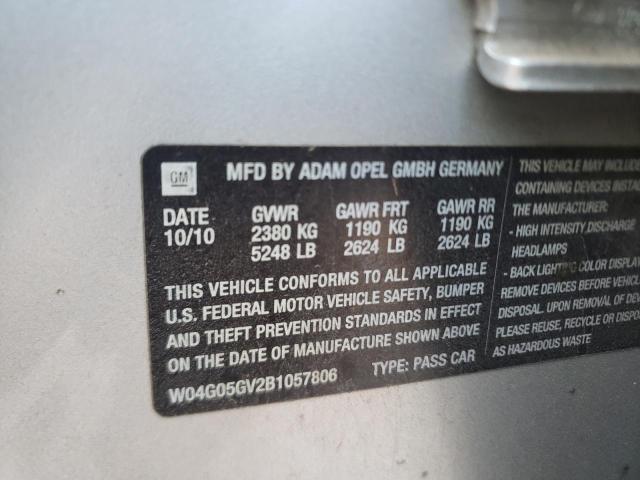 GM
MFD BY ADAM OPEL GMBH GERMANY
DATE GVWR GAWR FRT GAWR RR
10/10 2380 KG 1190 KG 1190 KG
5248 LB 2624 LB 2624 LB
THIS VEHICLE CONFORMS TO ALL APPLICABLE
U.S. FEDERAL MOTOR VEHICLE SAFETY, BUMPER
AND THEFT PREVENTION STANDARDS IN EFFECT
ON THE DATE OF MANUFACTURE SHOWN ABOVE
W04G05GV2B1057806 TYPE: PASS CAR
THIS VEHICLE MAY INCLUDE
CONTAINING DEVICES
THE MANUFACTURER:
- HIGH INTENSITY DISCHARGE
HEADLAMPS
- BACK LIGHTING COLOR DISPLAY
REMOVE DEVICES BEFORE
DISPOSAL. UPON REMOVAL OF
PLEASE REUSE, RECYCLE OR
AS HAZARDOUS WASTE